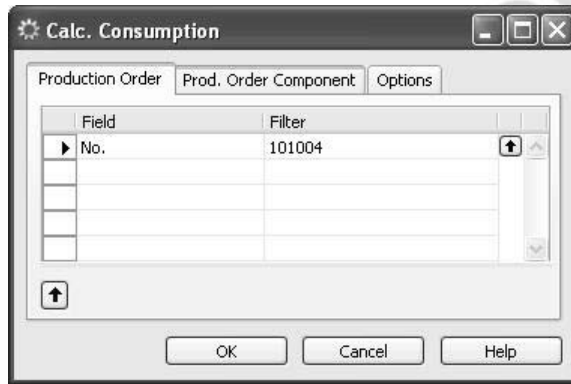 Calc. Consumption
Production Order Prod. Order Component Options
Field Filter
No. 101004
OK Cancel Help